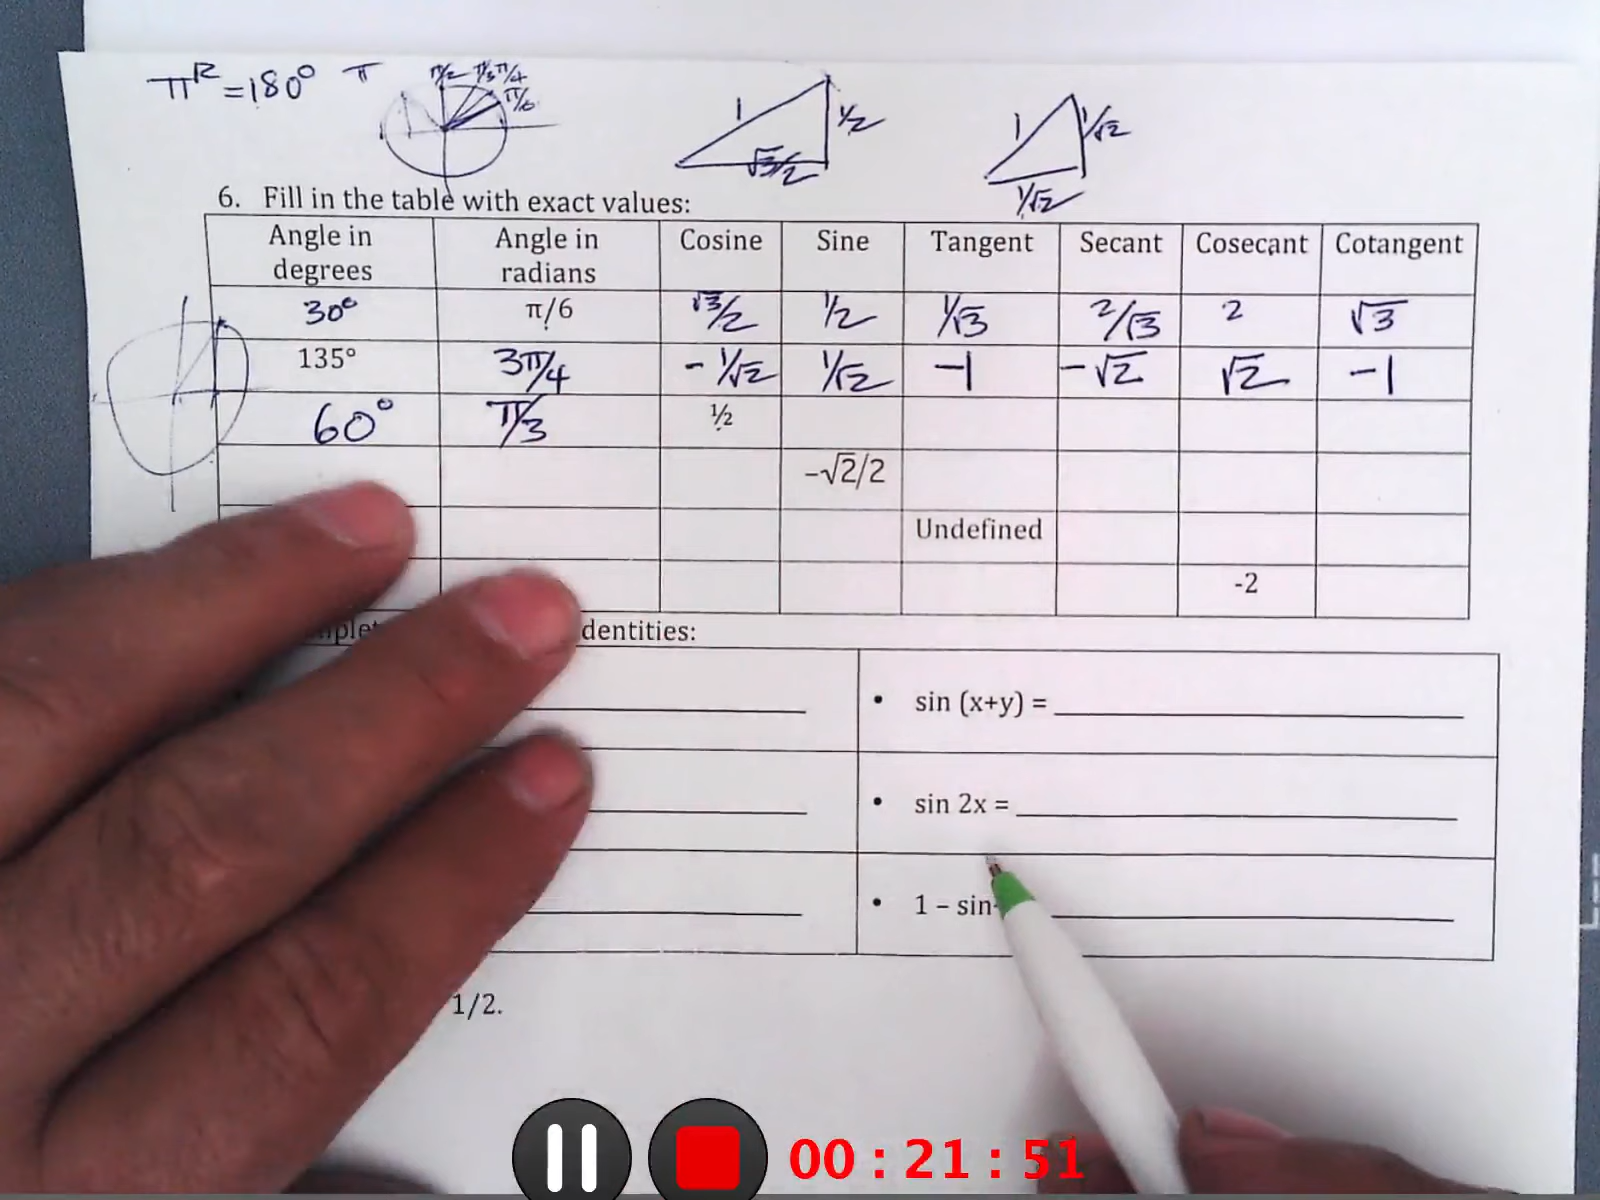 πᴿ = 180° π
π/2 π/3 π/4
π/6
1 1/2
√3/2
1 1/√2
1/√2
6. Fill in the table with exact values:
Angle in degrees Angle in radians Cosine Sine Tangent Secant Cosecant Cotangent
30° π/6 √3/2 1/2 1/√3 2/√3 2 √3
135° 3π/4 -1/√2 1/√2 -1 -√2 √2 -1
60° π/3 ½
-√2/2
Undefined
-2
dentities:
• sin (x+y) =
• sin 2x =
• 1 – sin
1/2.
00 : 21 : 51